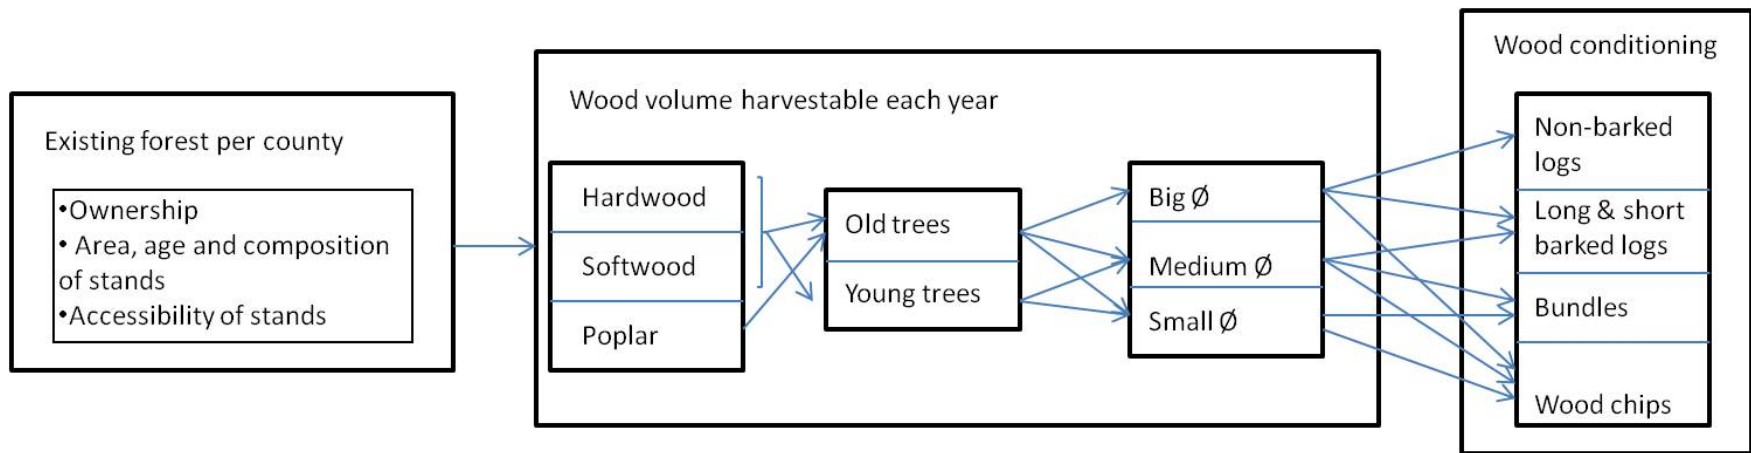 Existing forest per county
•Ownership
• Area, age and composition
of stands
•Accessibility of stands
Wood volume harvestable each year
Hardwood
Softwood
Poplar
Old trees
Young trees
Big Ø
Medium Ø
Small Ø
Wood conditioning
Non-barked
logs
Long & short
barked logs
Bundles
Wood chips